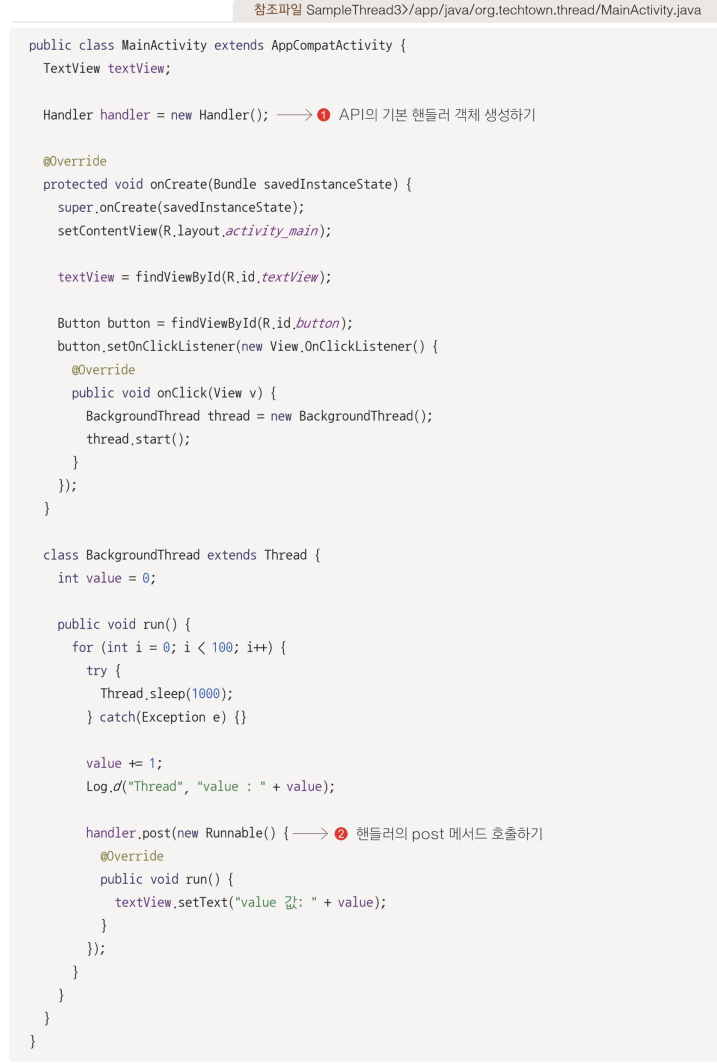 참조파일 SampleThread3>/app/java/org.techtown.thread/MainActivity.java
public class MainActivity extends AppCompatActivity {
TextView textView;
Handler handler = new Handler(); ──> ❶ API의 기본 핸들러 객체 생성하기
@Override
protected void onCreate(Bundle savedInstanceState) {
super.onCreate(savedInstanceState);
setContentView(R.layout.activity_main);
textView = findViewById(R.id.textView);
Button button = findViewById(R.id.button);
button.setOnClickListener(new View.OnClickListener() {
@Override
public void onClick(View v) {
BackgroundThread thread = new BackgroundThread();
thread.start();
}
});
}
class BackgroundThread extends Thread {
int value = 0;
public void run() {
for (int i = 0; i < 100; i++) {
try {
Thread.sleep(1000);
} catch(Exception e) {}
value += 1;
Log.d("Thread", "value : " + value);
handler.post(new Runnable() { ──> ❷ 핸들러의 post 메서드 호출하기
@Override
public void run() {
textView.setText("value 값: " + value);
}
});
}
}
}
}